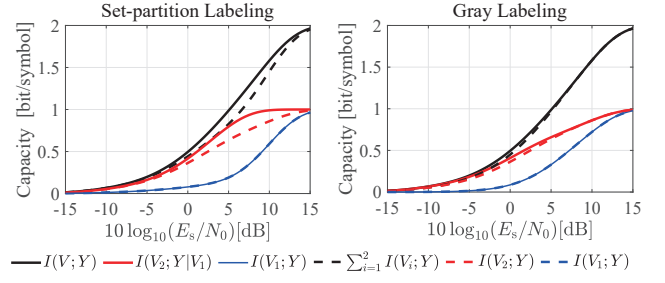 Set-partition Labeling
Gray Labeling
Capacity [bit/symbol]
2
1.5
1
0.5
0
-15 -10 -5 0 5 10 15
10 log₁₀(Eₛ/N₀)[dB]
Capacity [bit/symbol]
2
1.5
1
0.5
0
-15 -10 -5 0 5 10 15
10 log₁₀(Eₛ/N₀)[dB]
I(V;Y) I(V₂;Y|V₁) I(V₁;Y) ∑²ᵢ₌₁ I(Vᵢ;Y) I(V₂;Y) I(V₁;Y)